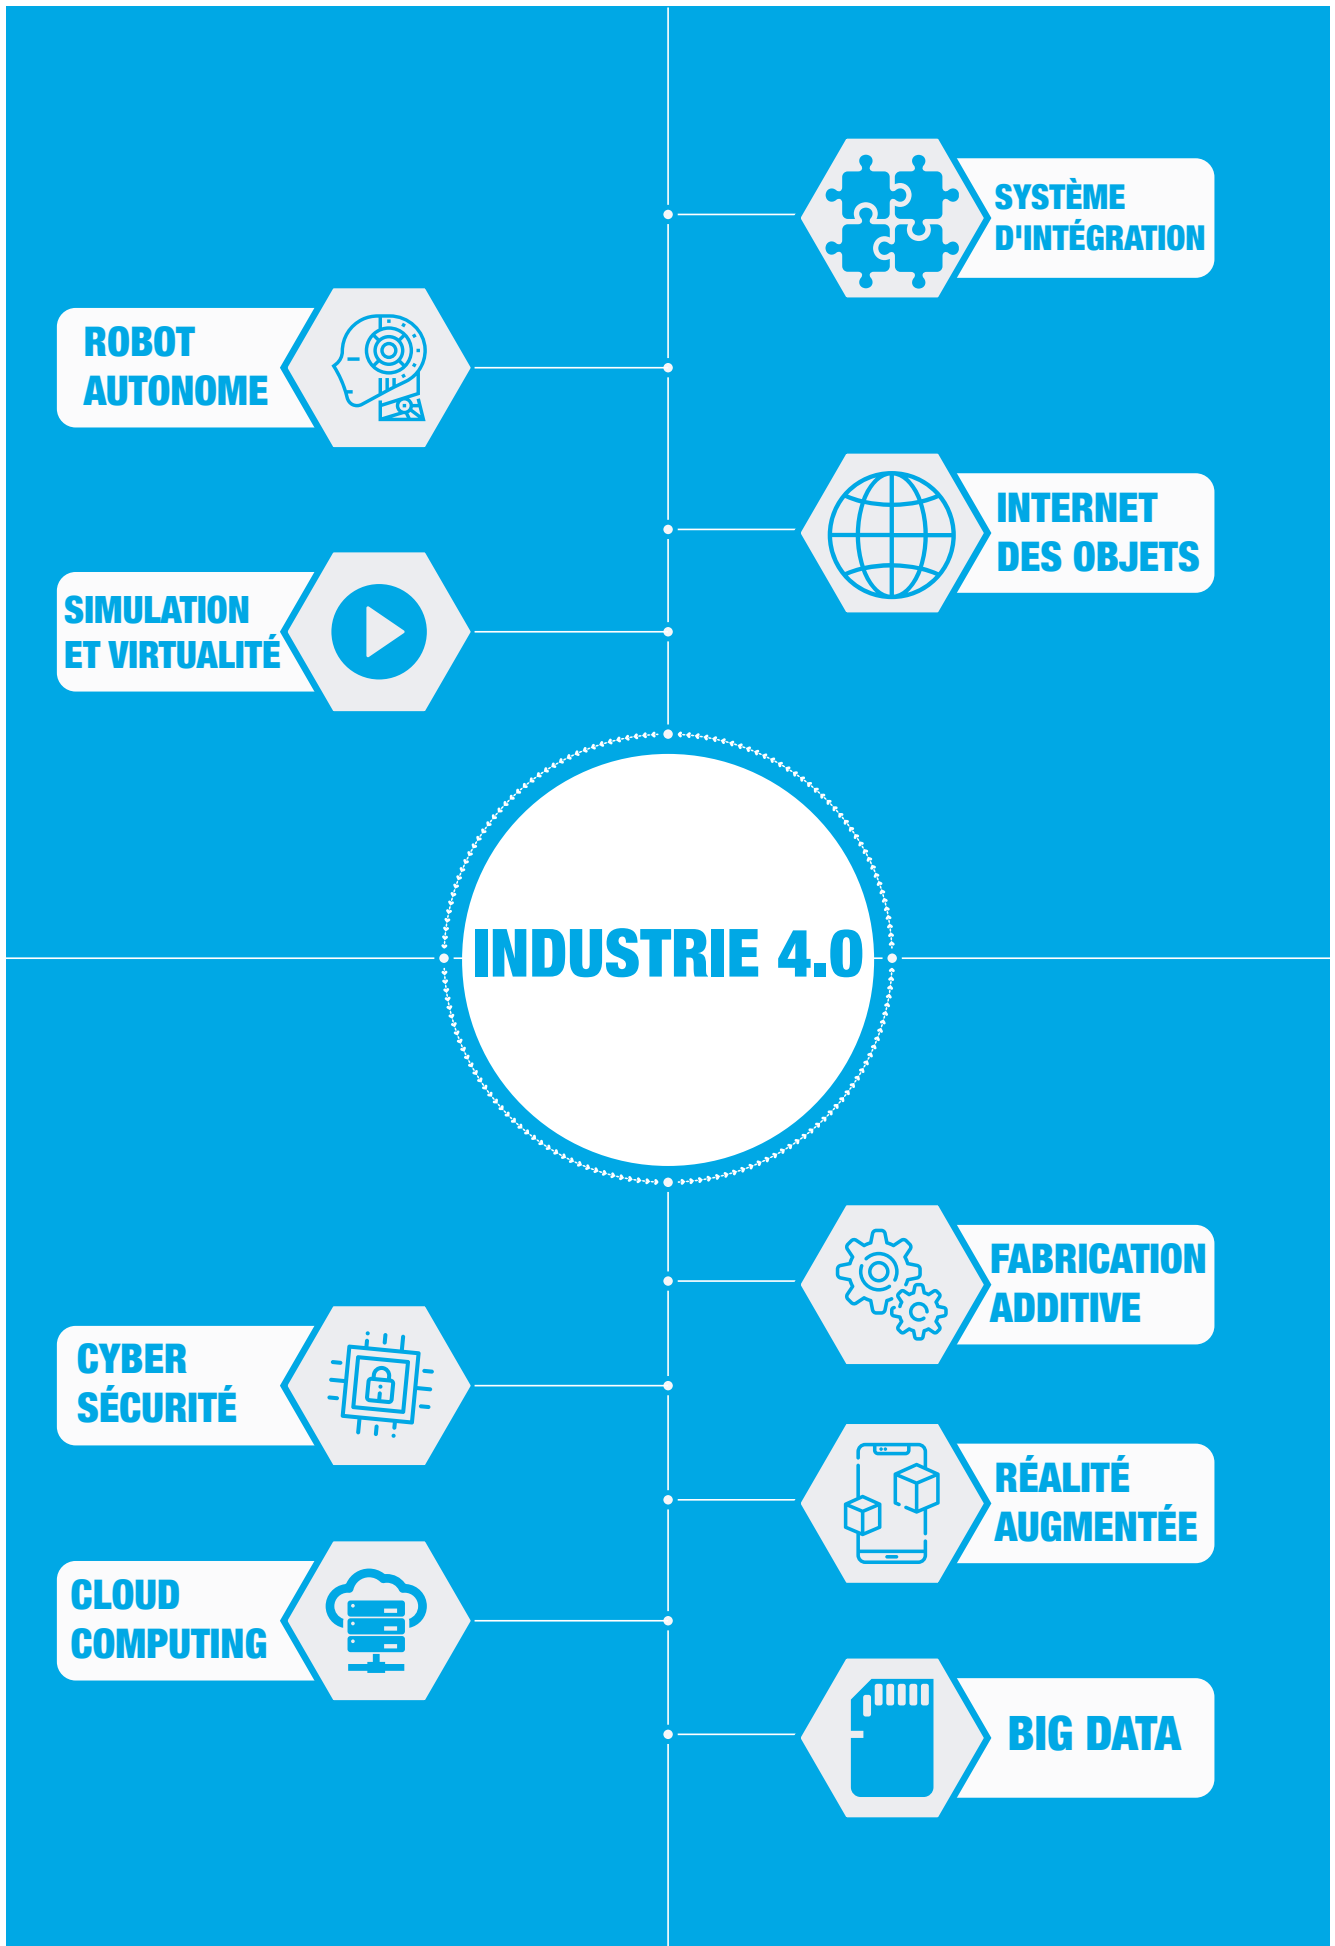 SYSTÈME
D'INTÉGRATION
ROBOT
AUTONOME
INTERNET
DES OBJETS
SIMULATION
ET VIRTUALITÉ
INDUSTRIE 4.0
FABRICATION
ADDITIVE
CYBER
SÉCURITÉ
RÉALITÉ
AUGMENTÉE
CLOUD
COMPUTING
BIG DATA